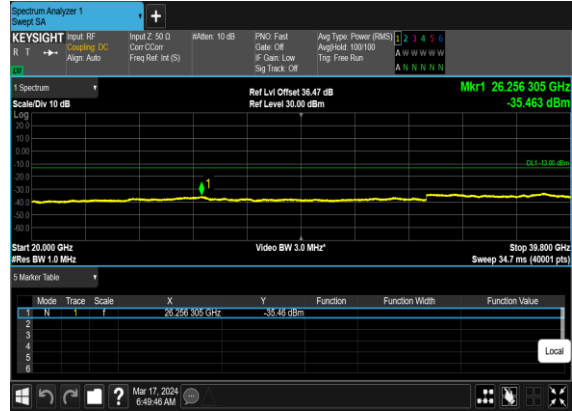 Spectrum Analyzer 1
Swept SA
+
KEYSIGHT Input: RF Input Z: 50 Ω #Atten: 10 dB PNO: Fast Avg Type: Power (RMS) 1 2 3 4 5 6
R T Coupling: DC Corr CCorr Gate: Off Avg|Hold: 100/100 A W W W W W
Align: Auto Freq Ref: Int (S) IF Gain: Low Trig: Free Run
Sig Track: Off A N N N N N
LW
1 Spectrum Ref Lvl Offset 36.47 dB Mkr1 26.256 305 GHz
Scale/Div 10 dB Ref Level 30.00 dBm -35.463 dBm
Log
20.0
10.0
0.00
-10.0
DL1 -13.00 dBm
-20.0
1
-30.0
-40.0
-50.0
-60.0
Start 20.000 GHz Video BW 3.0 MHz* Stop 39.800 GHz
#Res BW 1.0 MHz Sweep 34.7 ms (40001 pts)
5 Marker Table
Mode Trace Scale X Y Function Function Width Function Value
1 N 1 f 26.256 305 GHz -35.46 dBm
2
3
4
5
6
Local
? Mar 17, 2024
6:49:46 AM